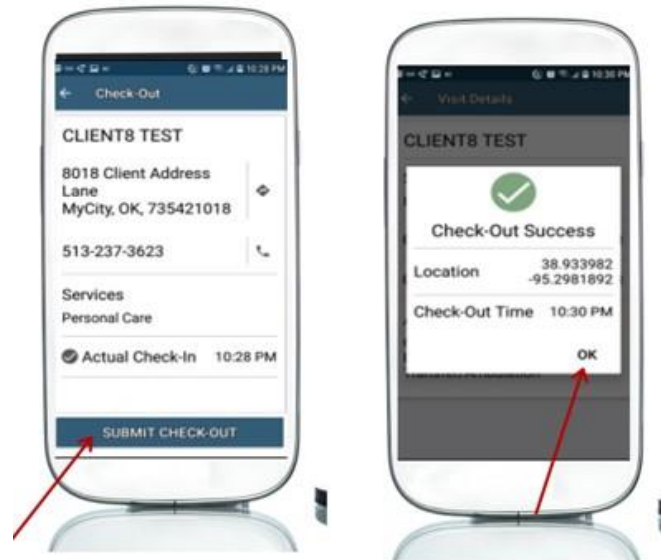 10:28 PM
Check-Out
CLIENT8 TEST
8018 Client Address
Lane
MyCity, OK, 735421018
513-237-3623
Services
Personal Care
Actual Check-In 10:28 PM
SUBMIT CHECK-OUT
10:30 PM
Visit Details
CLIENT8 TEST
Check-Out Success
Location 38.933982
-95.2981892
Check-Out Time 10:30 PM
OK